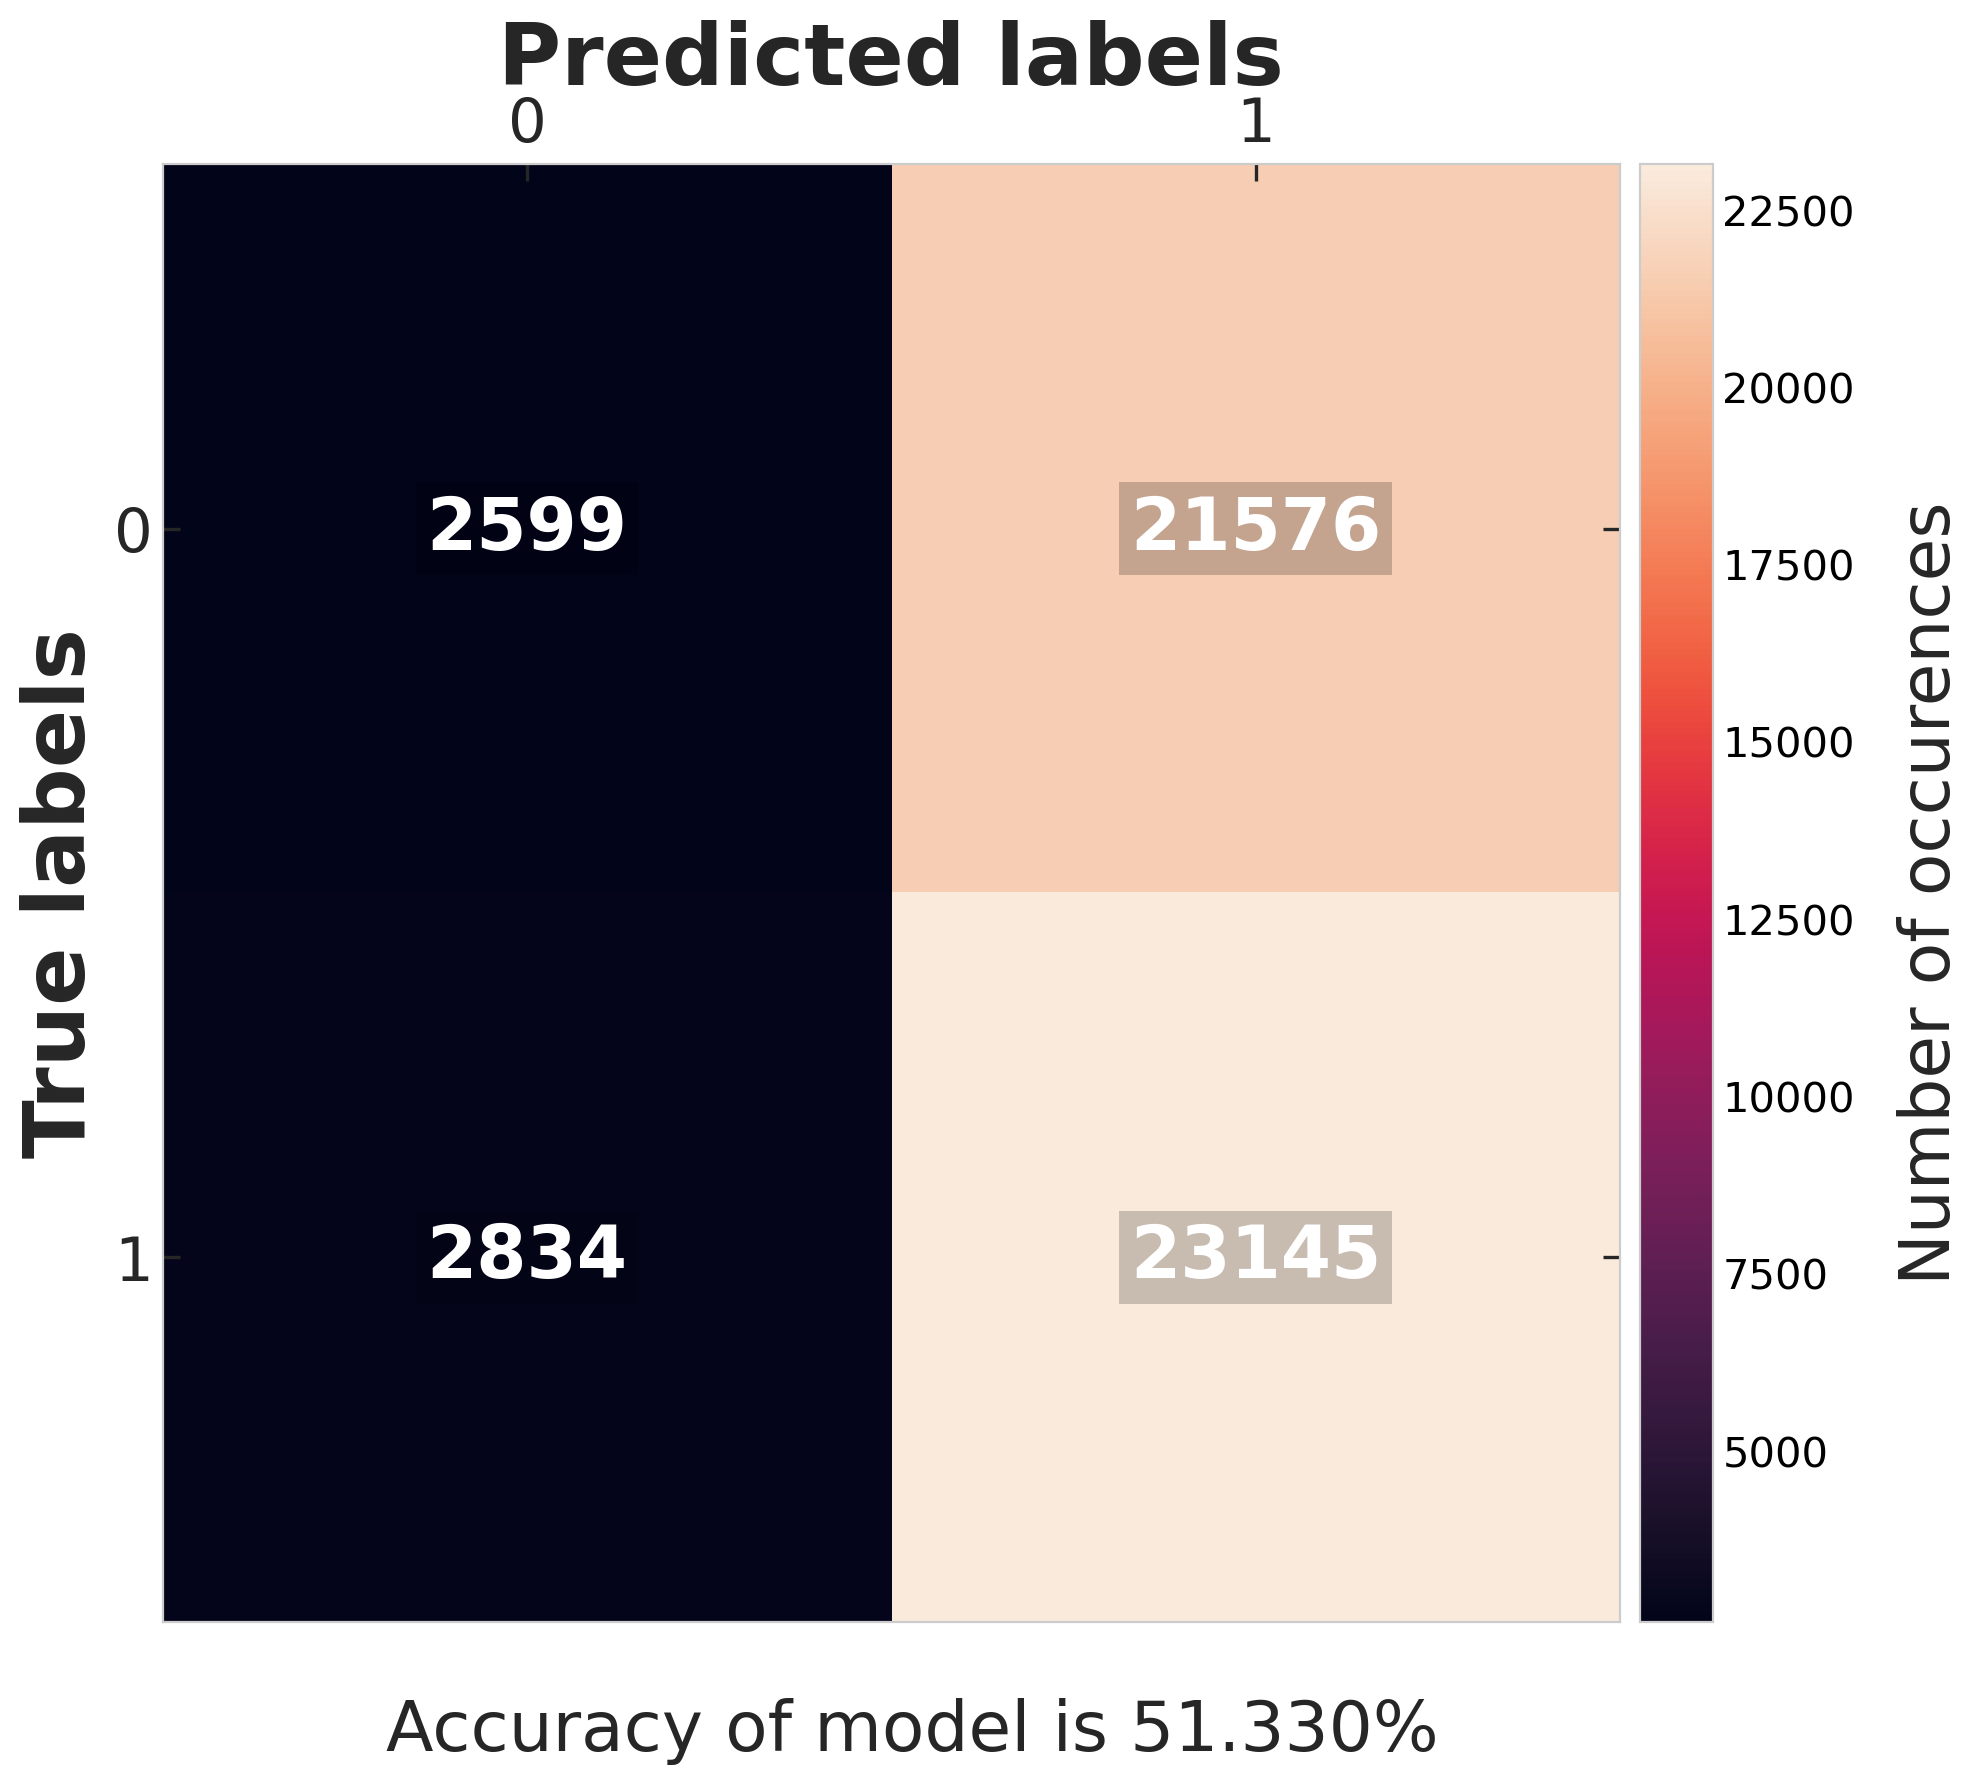 Predicted labels
0 1
22500
20000
0 2599 21576
17500
15000
True labels
Number of occurences
12500
10000
1 2834 23145
7500
5000
Accuracy of model is 51.330%